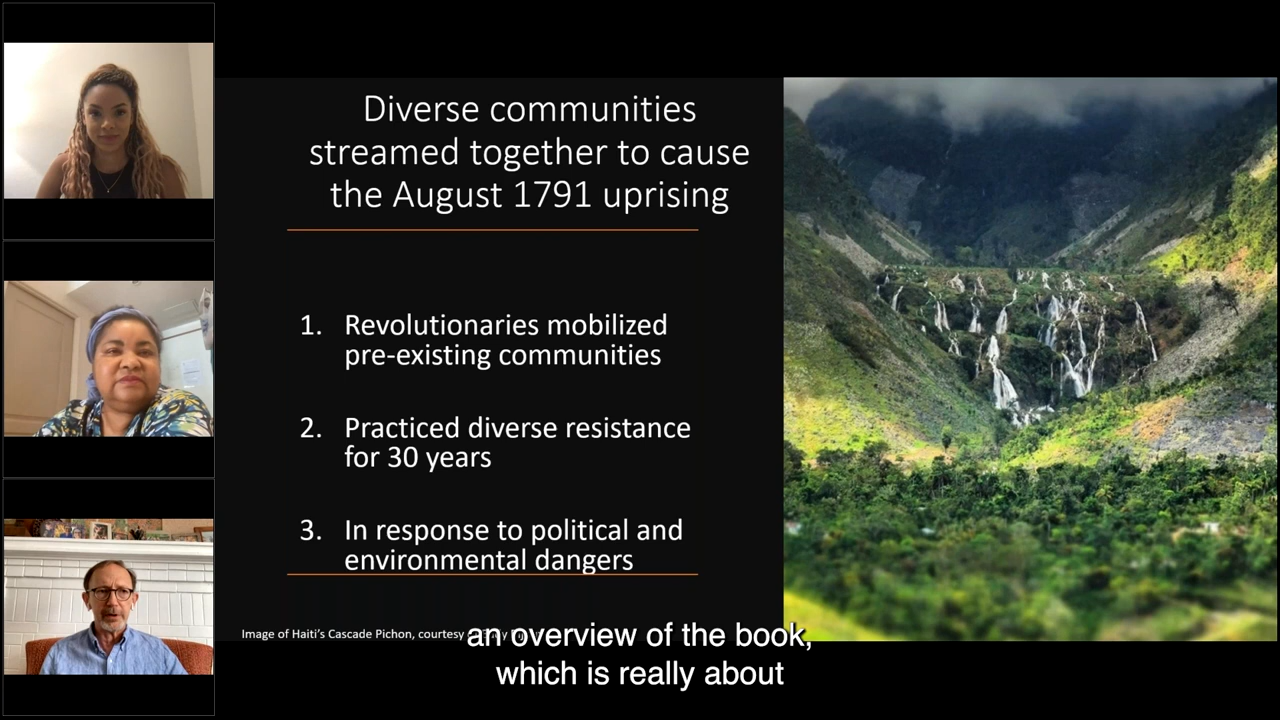 Diverse communities
streamed together to cause
the August 1791 uprising
1. Revolutionaries mobilized
pre-existing communities
2. Practiced diverse resistance
for 30 years
3. In response to political and
environmental dangers
Image of Haiti's Cascade Pichon, courtesy
an overview of the book,
which is really about